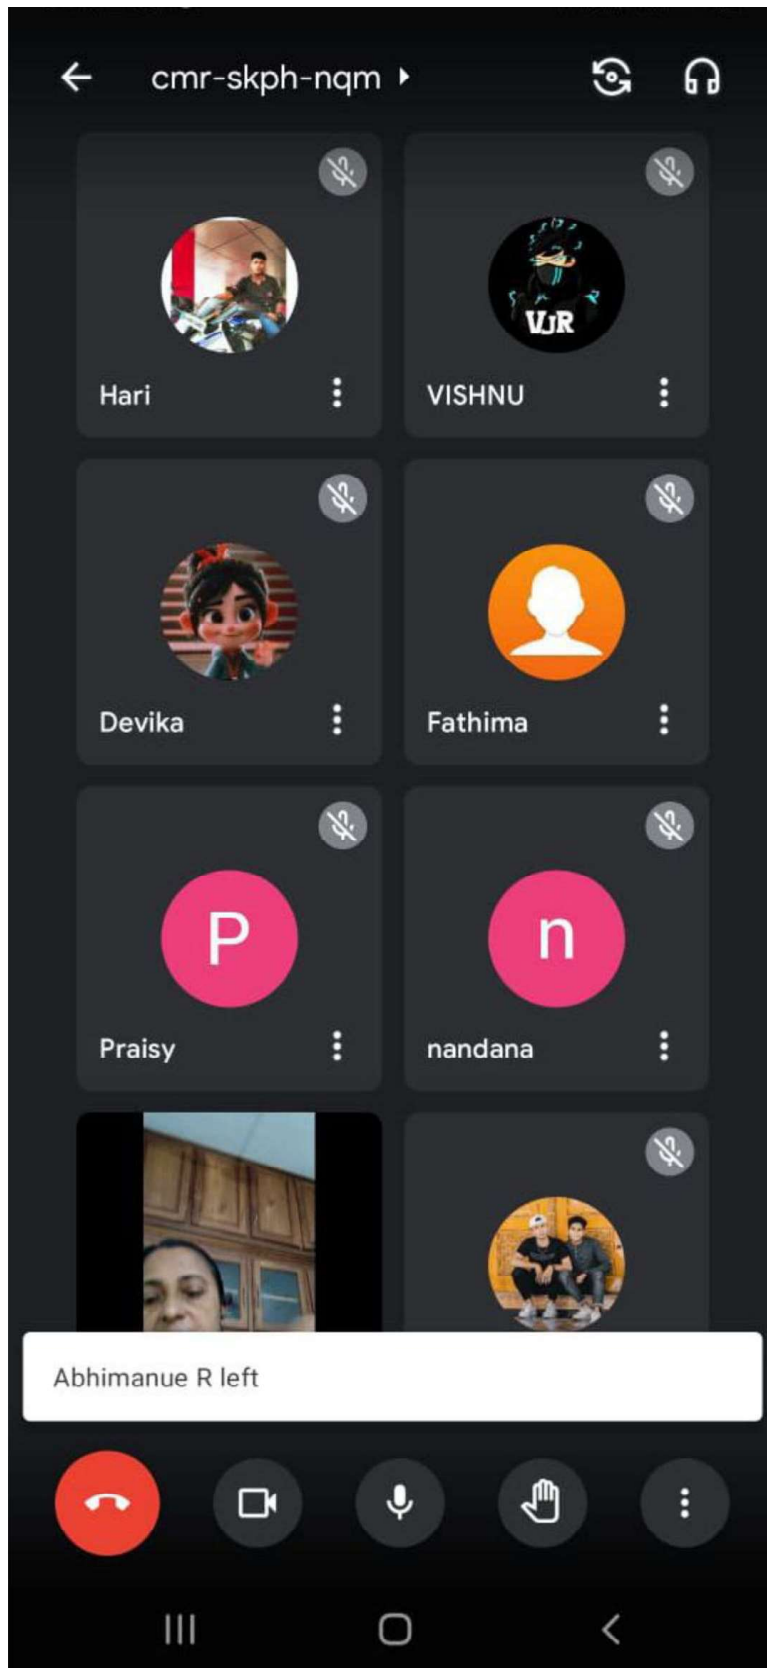 cmr-skph-nqm
Hari
VJR
VISHNU
Devika
Fathima
P
n
Praisy
nandana
Abhimanue R left